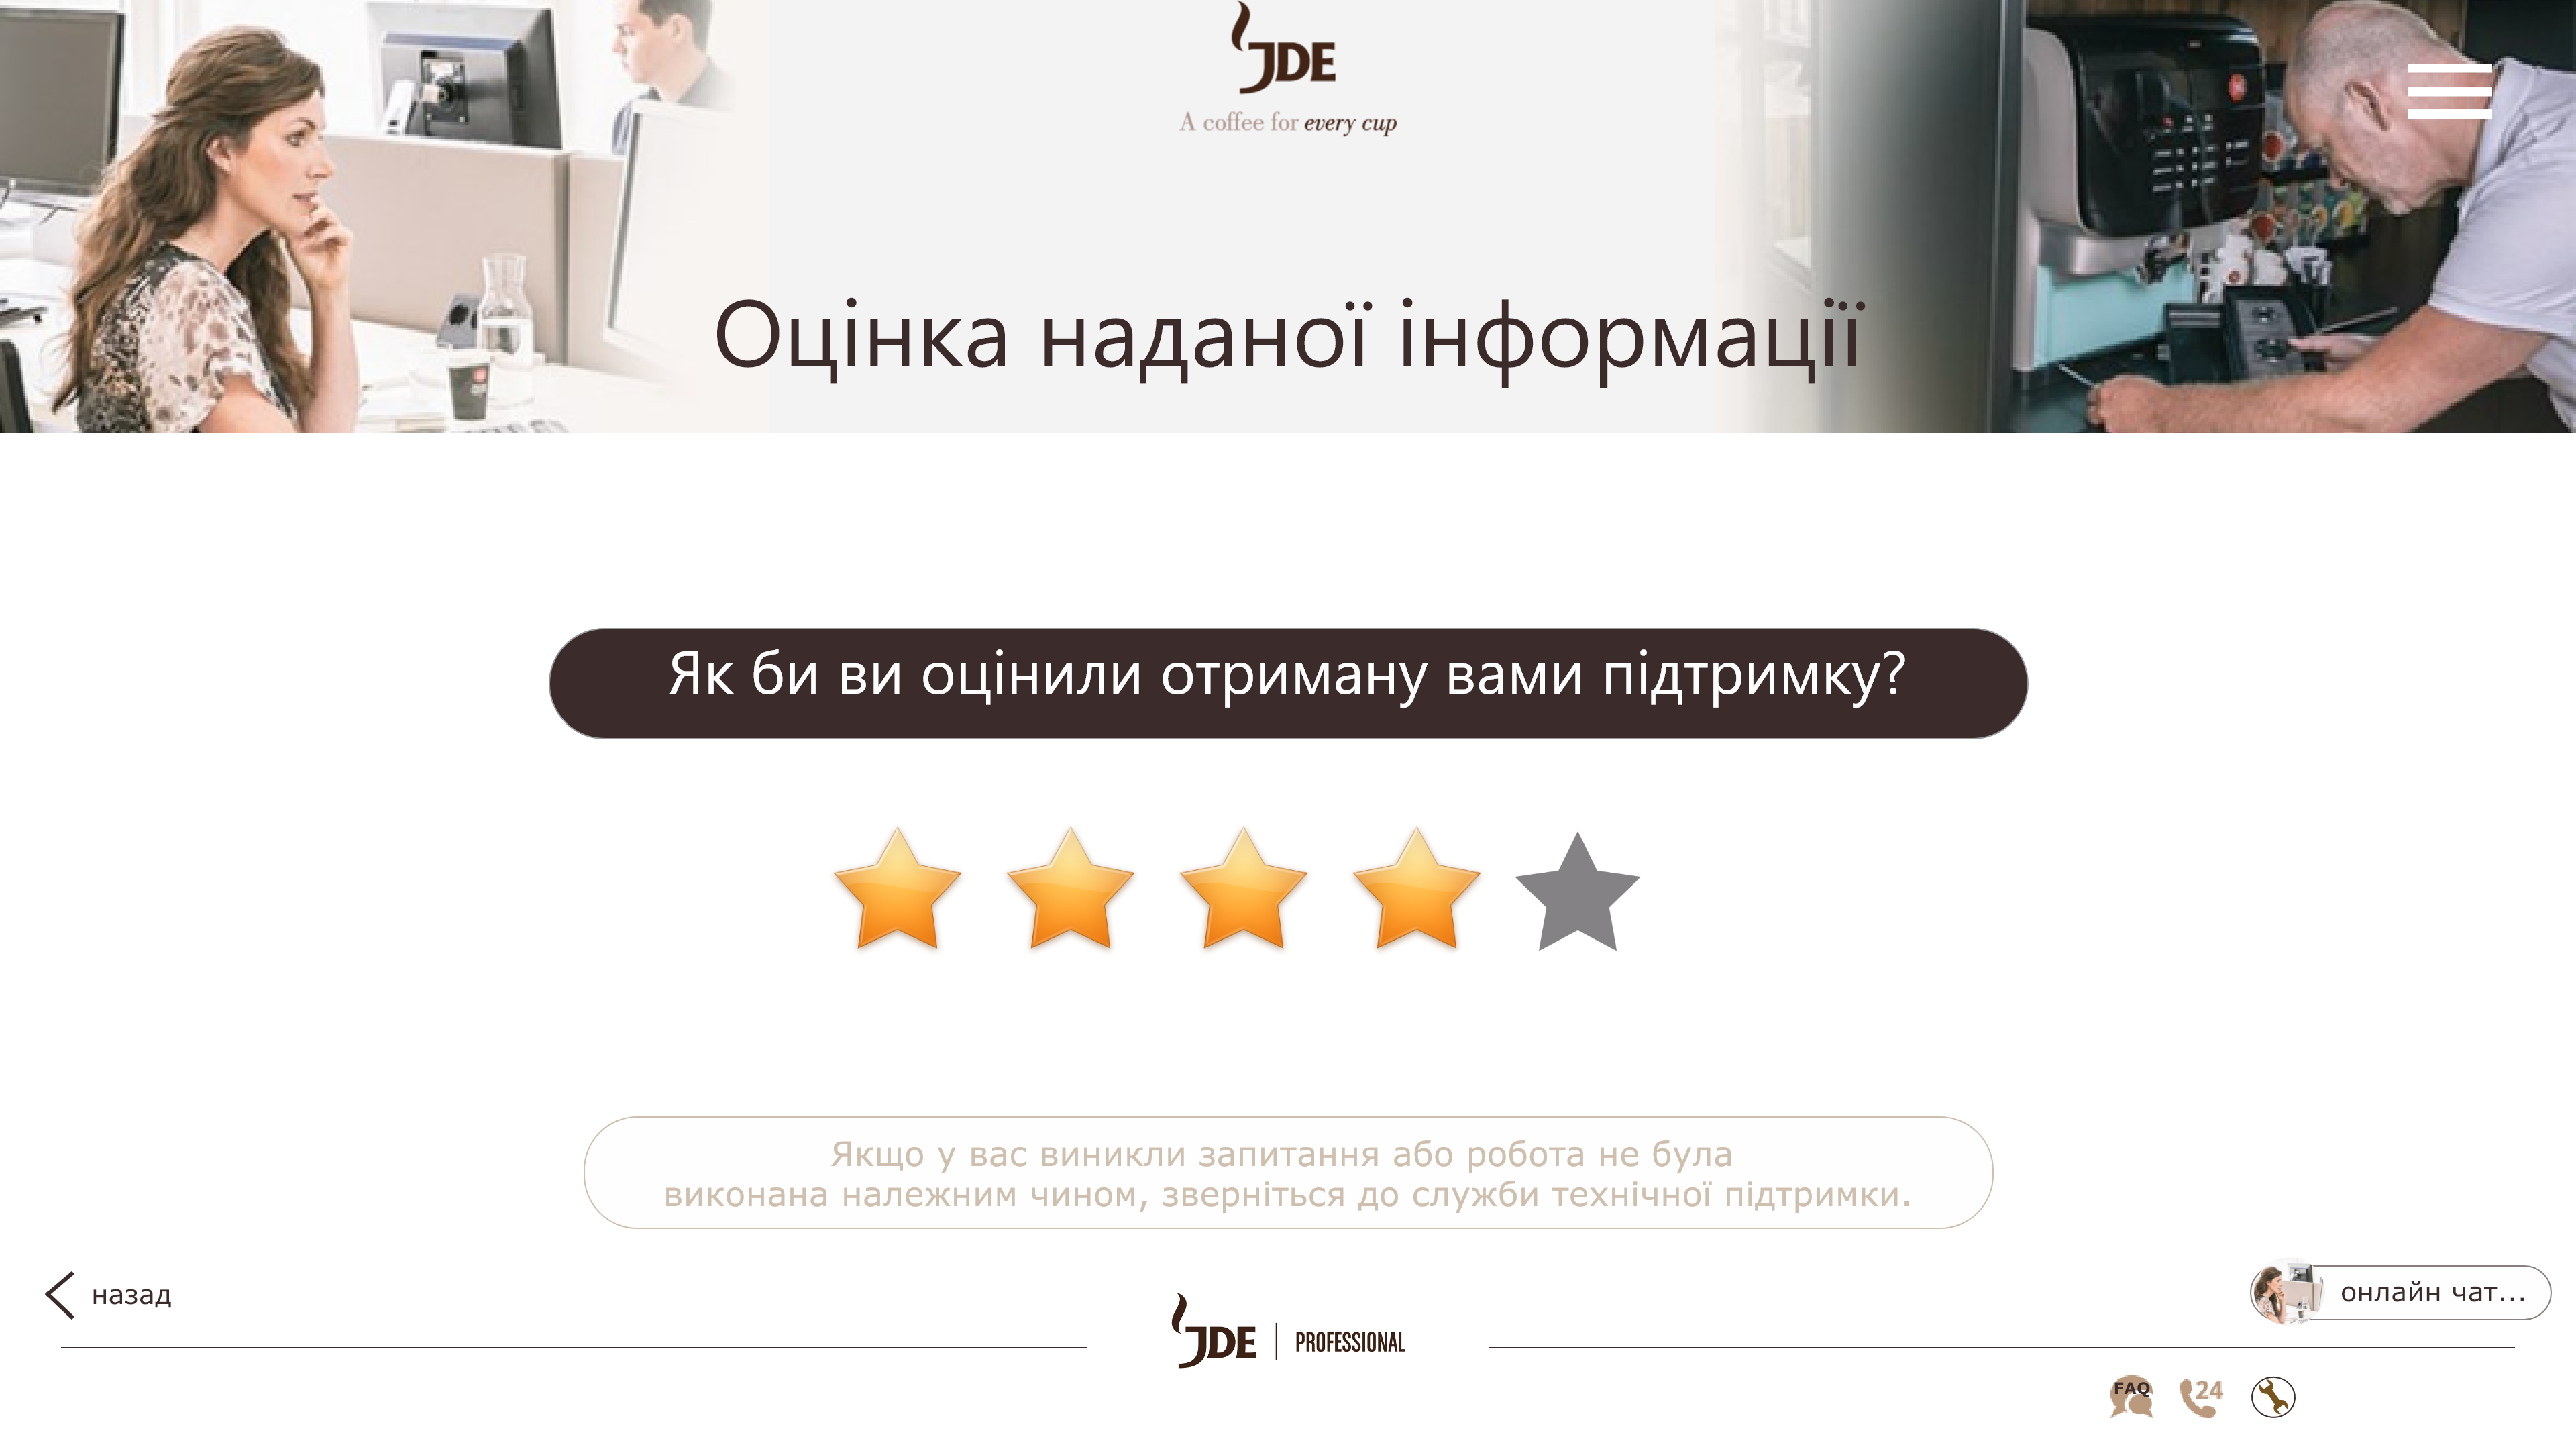 JDE
A coffee for every cup
Оцінка наданої інформації
Як би ви оцінили отриману вами підтримку?
Якщо у вас виникли запитання або робота не була
виконана належним чином, зверніться до служби технічної підтримки.
назад
онлайн чат...
JDE | PROFESSIONAL
FAQ
24